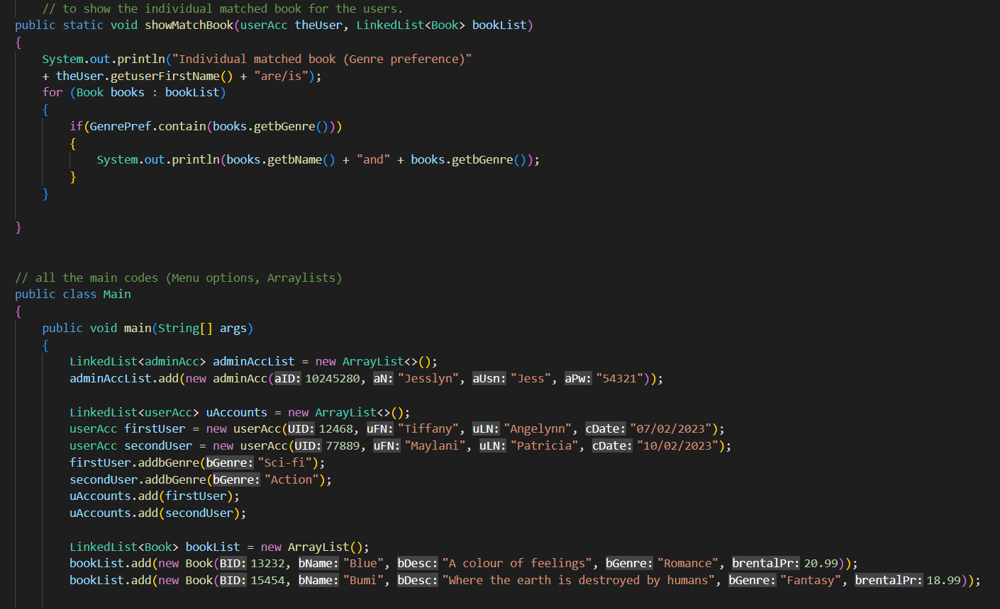 // to show the individual matched book for the users.
public static void showMatchBook(userAcc theUser, LinkedList<Book> bookList)
{
System.out.println("Individual matched book (Genre preference)"
+ theUser.getuserFirstName() + "are/is");
for (Book books : bookList)
{
if(GenrePref.contain(books.getbGenre()))
{
System.out.println(books.getbName() + "and" + books.getbGenre());
}
}
}
// all the main codes (Menu options, Arraylists)
public class Main
{
public void main(String[] args)
{
LinkedList<adminAcc> adminAccList = new ArrayList<>();
adminAccList.add(new adminAcc(aID: 10245280, aN: "Jesslyn", aUsn: "Jess", aPw: "54321"));
LinkedList<userAcc> uAccounts = new ArrayList<>();
userAcc firstUser = new userAcc(UID: 12468, uFN: "Tiffany", uLN: "Angelynn", cDate: "07/02/2023");
userAcc secondUser = new userAcc(UID: 77889, uFN: "Maylani", uLN: "Patricia", cDate: "10/02/2023");
firstUser.addbGenre(bGenre: "Sci-fi");
secondUser.addbGenre(bGenre: "Action");
uAccounts.add(firstUser);
uAccounts.add(secondUser);
LinkedList<Book> bookList = new ArrayList();
bookList.add(new Book(BID: 13232, bName: "Blue", bDesc: "A colour of feelings", bGenre: "Romance", brentalPr: 20.99));
bookList.add(new Book(BID: 15454, bName: "Bumi", bDesc: "Where the earth is destroyed by humans", bGenre: "Fantasy", brentalPr: 18.99));